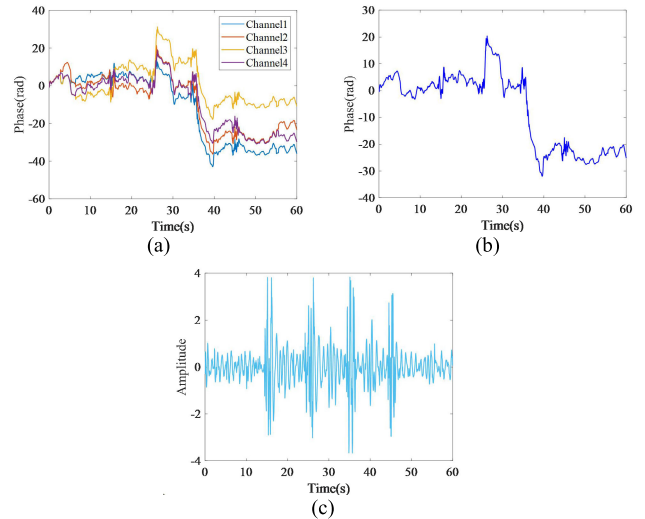 40
20
0
-20
-40
-60
Phase(rad)
Channel1
Channel2
Channel3
Channel4
0 10 20 30 40 50 60
Time(s)
(a)
30
20
10
0
-10
-20
-30
-40
Phase(rad)
0 10 20 30 40 50 60
Time(s)
(b)
4
2
0
-2
-4
Amplitude
0 10 20 30 40 50 60
Time(s)
(c)